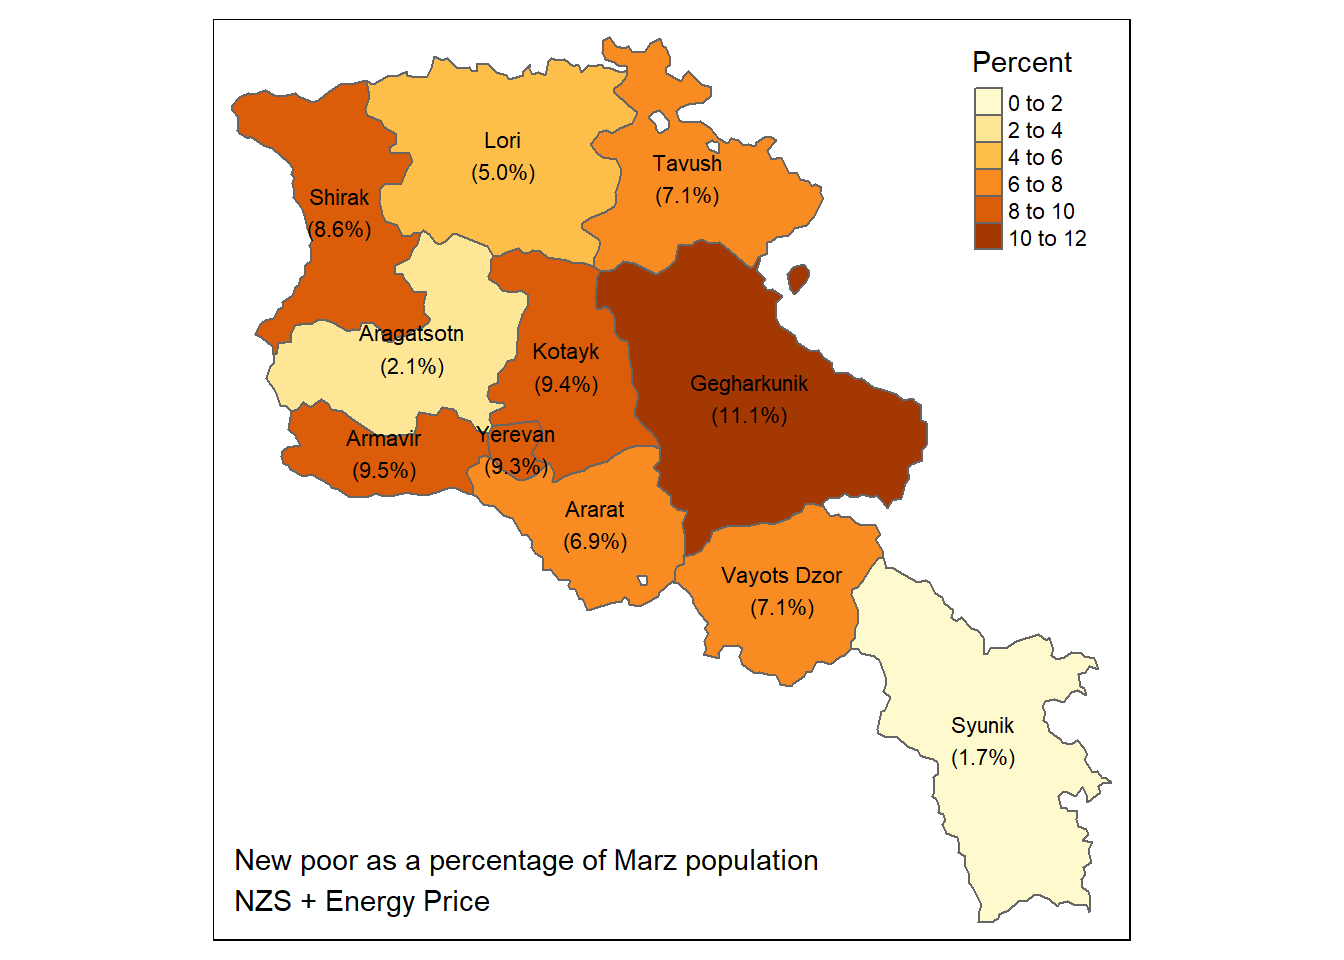 Percent
0 to 2
2 to 4
4 to 6
6 to 8
8 to 10
10 to 12
Lori
(5.0%)
Tavush
(7.1%)
Shirak
(8.6%)
Aragatsotn
(2.1%)
Kotayk
(9.4%)
Gegharkunik
(11.1%)
Armavir
(9.5%)
Yerevan
(9.3%)
Ararat
(6.9%)
Vayots Dzor
(7.1%)
Syunik
(1.7%)
New poor as a percentage of Marz population
NZS + Energy Price